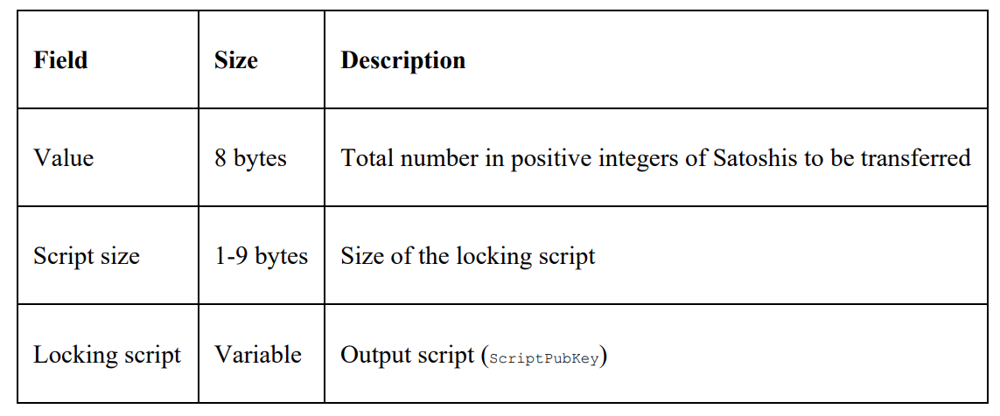 Field Size Description
Value 8 bytes Total number in positive integers of Satoshis to be transferred
Script size 1-9 bytes Size of the locking script
Locking script Variable Output script (ScriptPubKey)